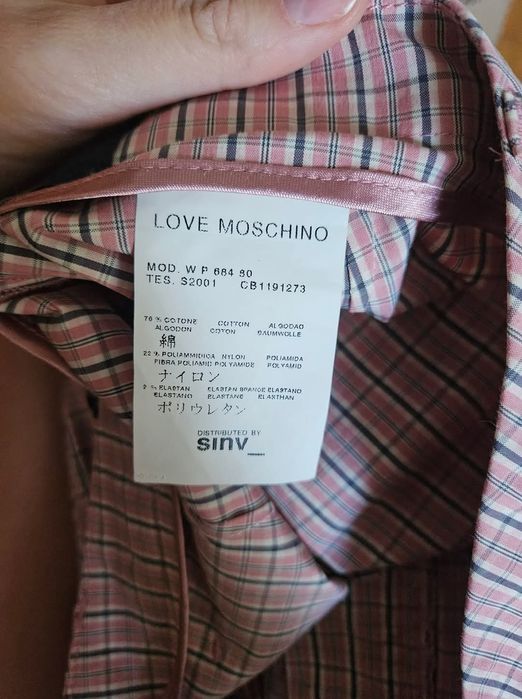 LOVE MOSCHINO
MOD. W P 684 80
TES. S2001 CB1191273
76 % COTONE COTTON ALGODAO
ALGODON COTON BAUMWOLLE
綿
22 % POLIAMMIDICA NYLON POLIAMIDA
FIBRA POLIAMID POLYAMIDE POLYAMID
ナイロン
2 % ELASTAN ELASTAN SPANDE ELASTANO
ELASTANO ELASTANE ELASTHAN
ポリウレタン
DISTRIBUTED BY
sinv